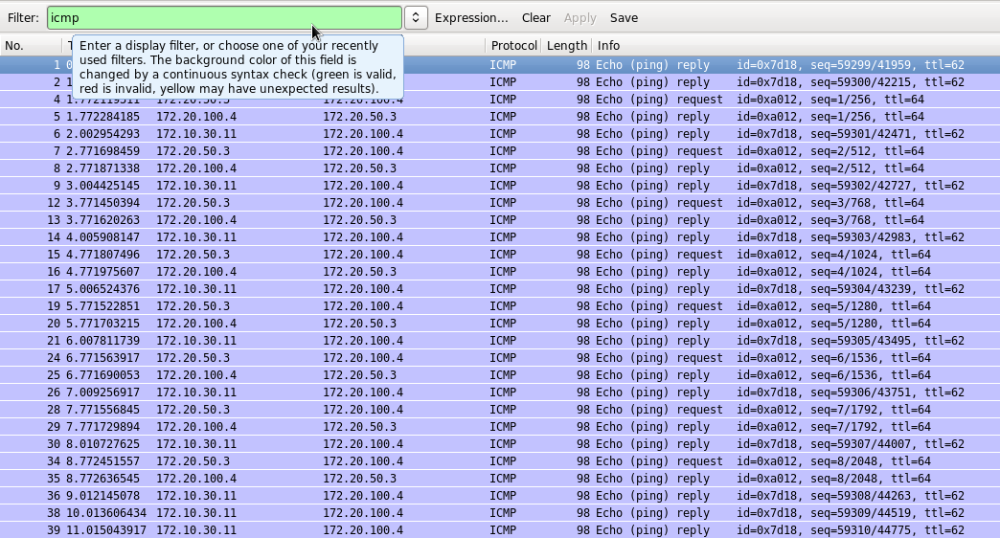 Filter: icmp Expression... Clear Apply Save
Enter a display filter, or choose one of your recently
used filters. The background color of this field is
changed by a continuous syntax check (green is valid,
red is invalid, yellow may have unexpected results).
No. T Protocol Length Info
1 0 ICMP 98 Echo (ping) reply id=0x7d18, seq=59299/41959, ttl=62
2 1 ICMP 98 Echo (ping) reply id=0x7d18, seq=59300/42215, ttl=62
4 1.772119511 172.20.50.3 172.20.100.4 ICMP 98 Echo (ping) request id=0xa012, seq=1/256, ttl=64
5 1.772284185 172.20.100.4 172.20.50.3 ICMP 98 Echo (ping) reply id=0xa012, seq=1/256, ttl=64
6 2.002954293 172.10.30.11 172.20.100.4 ICMP 98 Echo (ping) reply id=0x7d18, seq=59301/42471, ttl=62
7 2.771698459 172.20.50.3 172.20.100.4 ICMP 98 Echo (ping) request id=0xa012, seq=2/512, ttl=64
8 2.771871338 172.20.100.4 172.20.50.3 ICMP 98 Echo (ping) reply id=0xa012, seq=2/512, ttl=64
9 3.004425145 172.10.30.11 172.20.100.4 ICMP 98 Echo (ping) reply id=0x7d18, seq=59302/42727, ttl=62
12 3.771450394 172.20.50.3 172.20.100.4 ICMP 98 Echo (ping) request id=0xa012, seq=3/768, ttl=64
13 3.771620263 172.20.100.4 172.20.50.3 ICMP 98 Echo (ping) reply id=0xa012, seq=3/768, ttl=64
14 4.005908147 172.10.30.11 172.20.100.4 ICMP 98 Echo (ping) reply id=0x7d18, seq=59303/42983, ttl=62
15 4.771807496 172.20.50.3 172.20.100.4 ICMP 98 Echo (ping) request id=0xa012, seq=4/1024, ttl=64
16 4.771975607 172.20.100.4 172.20.50.3 ICMP 98 Echo (ping) reply id=0xa012, seq=4/1024, ttl=64
17 5.006524376 172.10.30.11 172.20.100.4 ICMP 98 Echo (ping) reply id=0x7d18, seq=59304/43239, ttl=62
19 5.771522851 172.20.50.3 172.20.100.4 ICMP 98 Echo (ping) request id=0xa012, seq=5/1280, ttl=64
20 5.771703215 172.20.100.4 172.20.50.3 ICMP 98 Echo (ping) reply id=0xa012, seq=5/1280, ttl=64
21 6.007811739 172.10.30.11 172.20.100.4 ICMP 98 Echo (ping) reply id=0x7d18, seq=59305/43495, ttl=62
24 6.771563917 172.20.50.3 172.20.100.4 ICMP 98 Echo (ping) request id=0xa012, seq=6/1536, ttl=64
25 6.771690053 172.20.100.4 172.20.50.3 ICMP 98 Echo (ping) reply id=0xa012, seq=6/1536, ttl=64
26 7.009256917 172.10.30.11 172.20.100.4 ICMP 98 Echo (ping) reply id=0x7d18, seq=59306/43751, ttl=62
28 7.771556845 172.20.50.3 172.20.100.4 ICMP 98 Echo (ping) request id=0xa012, seq=7/1792, ttl=64
29 7.771729894 172.20.100.4 172.20.50.3 ICMP 98 Echo (ping) reply id=0xa012, seq=7/1792, ttl=64
30 8.010727625 172.10.30.11 172.20.100.4 ICMP 98 Echo (ping) reply id=0x7d18, seq=59307/44007, ttl=62
34 8.772451557 172.20.50.3 172.20.100.4 ICMP 98 Echo (ping) request id=0xa012, seq=8/2048, ttl=64
35 8.772636545 172.20.100.4 172.20.50.3 ICMP 98 Echo (ping) reply id=0xa012, seq=8/2048, ttl=64
36 9.012145078 172.10.30.11 172.20.100.4 ICMP 98 Echo (ping) reply id=0x7d18, seq=59308/44263, ttl=62
38 10.013606434 172.10.30.11 172.20.100.4 ICMP 98 Echo (ping) reply id=0x7d18, seq=59309/44519, ttl=62
39 11.015043917 172.10.30.11 172.20.100.4 ICMP 98 Echo (ping) reply id=0x7d18, seq=59310/44775, ttl=62